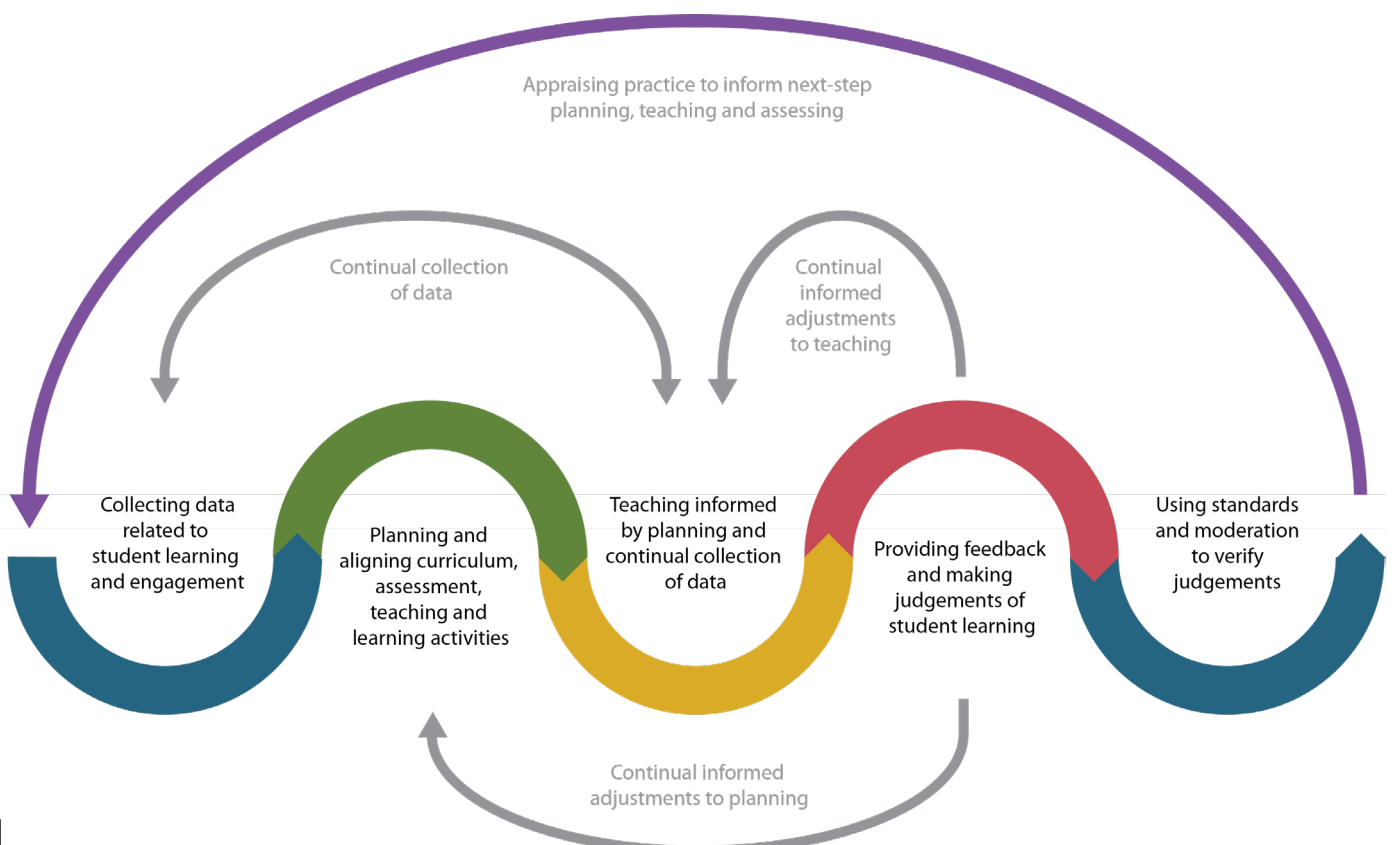 Appraising practice to inform next-step
planning, teaching and assessing
Continual collection
of data
Continual
informed
adjustments
to teaching
Collecting data
related to
student learning
and engagement
Planning and
aligning curriculum,
assessment,
teaching and
learning activities
Teaching informed
by planning and
continual collection
of data
Providing feedback
and making
judgements of
student learning
Using standards
and moderation
to verify
judgements
Continual informed
adjustments to planning